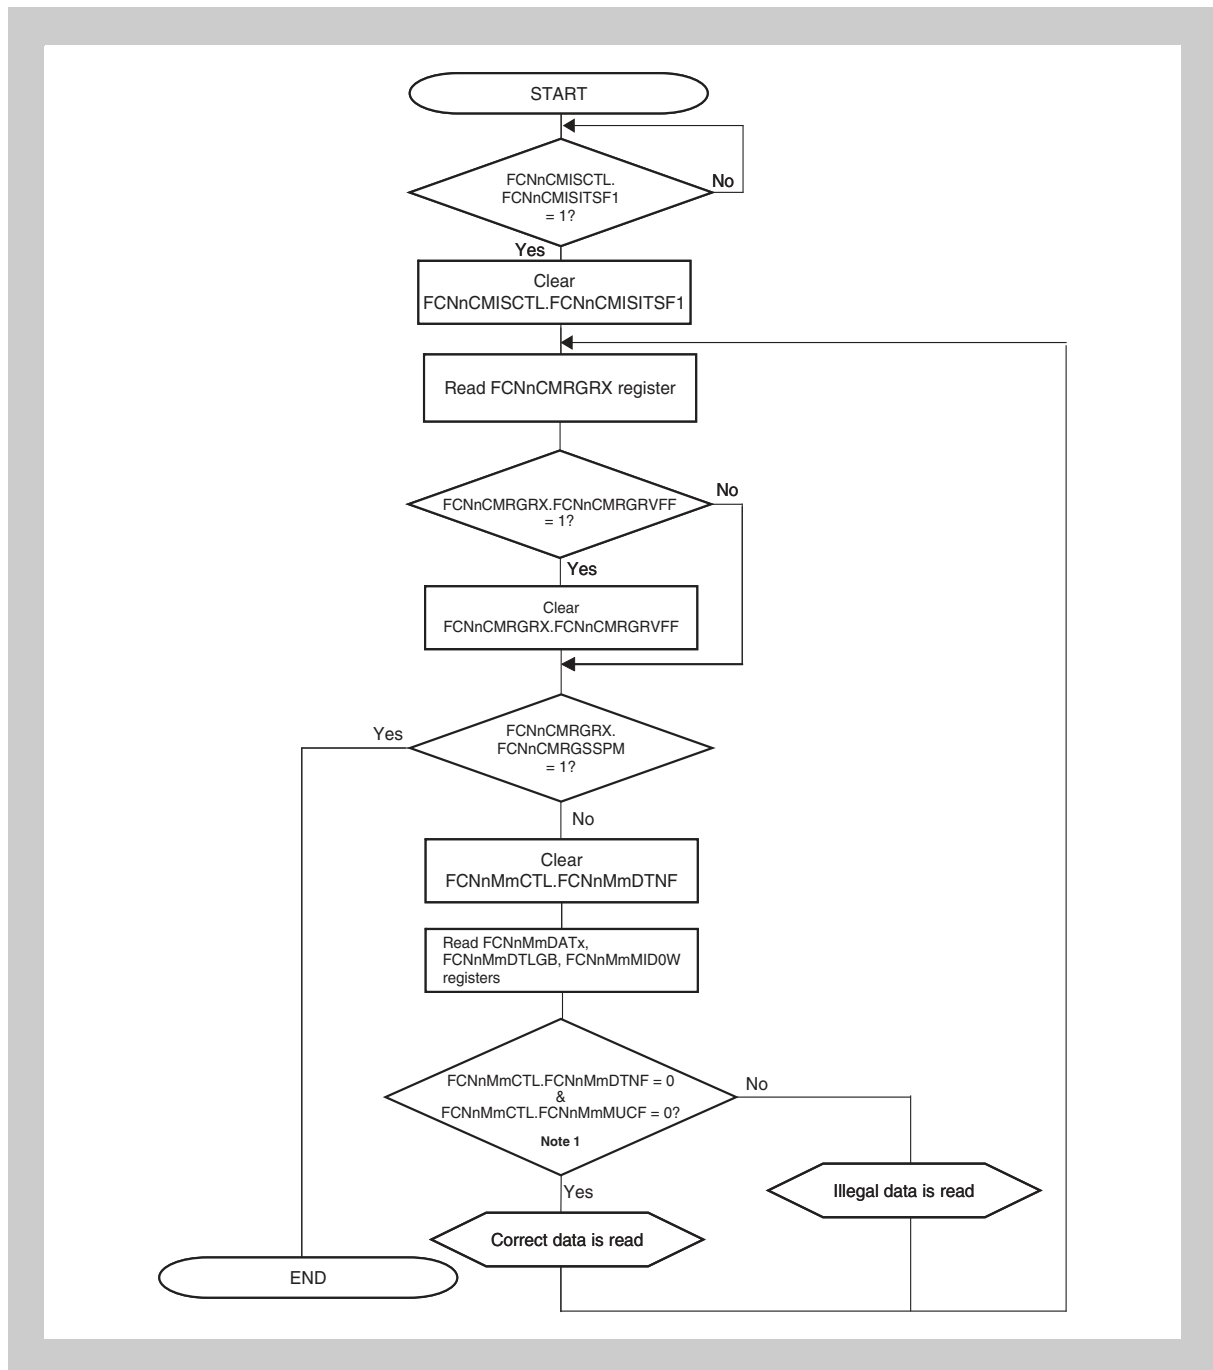 START
FCNnCMISCTL.
FCNnCMISITSF1
= 1?
No
Yes
Clear
FCNnCMISCTL.FCNnCMISITSF1
Read FCNnCMRGRX register
No
FCNnCMRGRX.FCNnCMRGRVFF
= 1?
Yes
Clear
FCNnCMRGRX.FCNnCMRGRVFF
Yes
FCNnCMRGRX.
FCNnCMRGSSPM
= 1?
No
Clear
FCNnMmCTL.FCNnMmDTNF
Read FCNnMmDATx,
FCNnMmDTLGB, FCNnMmMID0W
registers
FCNnMmCTL.FCNnMmDTNF = 0
&
FCNnMmCTL.FCNnMmMUCF = 0?
Note 1
No
Yes
Illegal data is read
Correct data is read
END